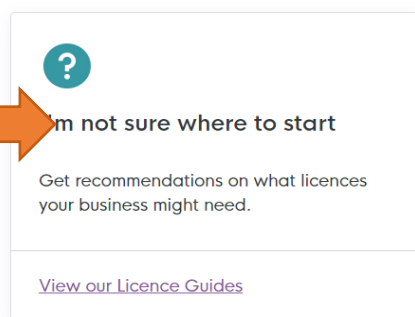 ?
I'm not sure where to start
Get recommendations on what licences
your business might need.
View our Licence Guides